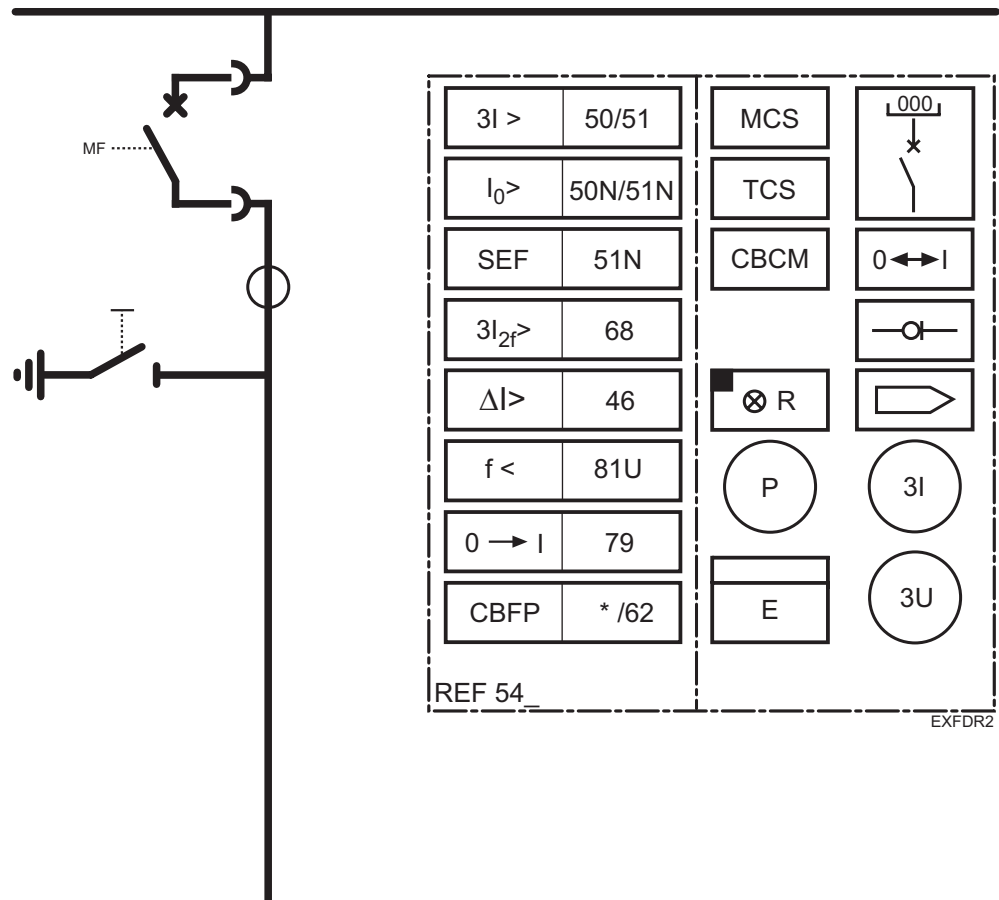 MF
3I > 50/51
I₀> 50N/51N
SEF 51N
3I₂f> 68
ΔI> 46
f < 81U
0 → I 79
CBFP * /62
REF 54_
MCS
TCS
CBCM
R
P
E
000
0↔I
3I
3U
EXFDR2